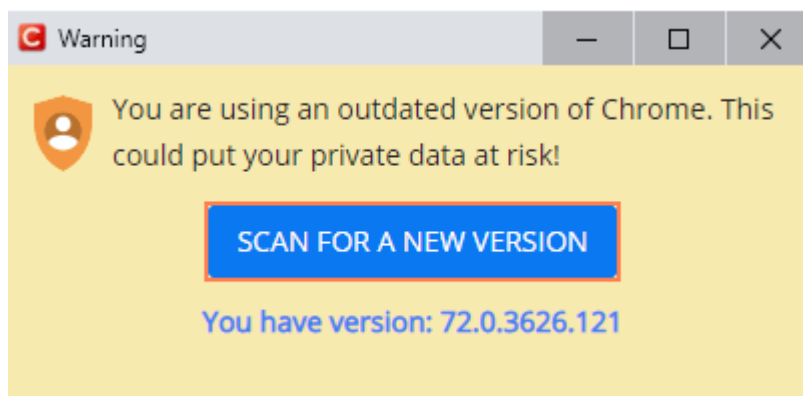 Warning
You are using an outdated version of Chrome. This
could put your private data at risk!
SCAN FOR A NEW VERSION
You have version: 72.0.3626.121